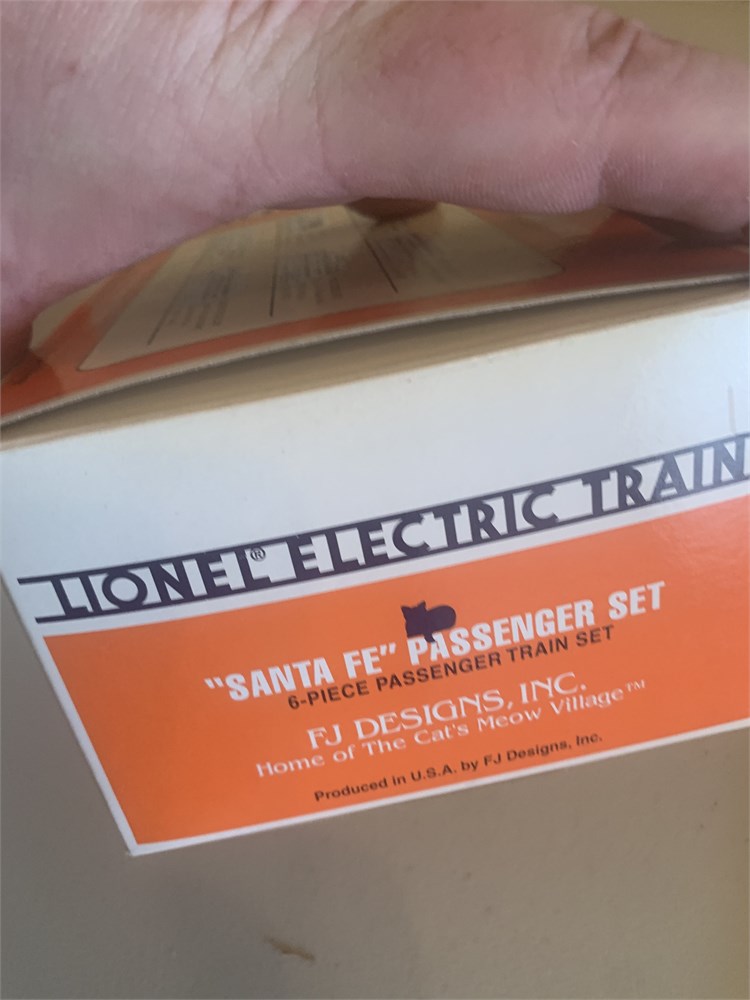 LIONEL® ELECTRIC TRAIN
"SANTA FE" PASSENGER SET
6-PIECE PASSENGER TRAIN SET
FJ DESIGNS, INC.
Home of The Cat's Meow Village™
Produced in U.S.A. by FJ Designs, Inc.